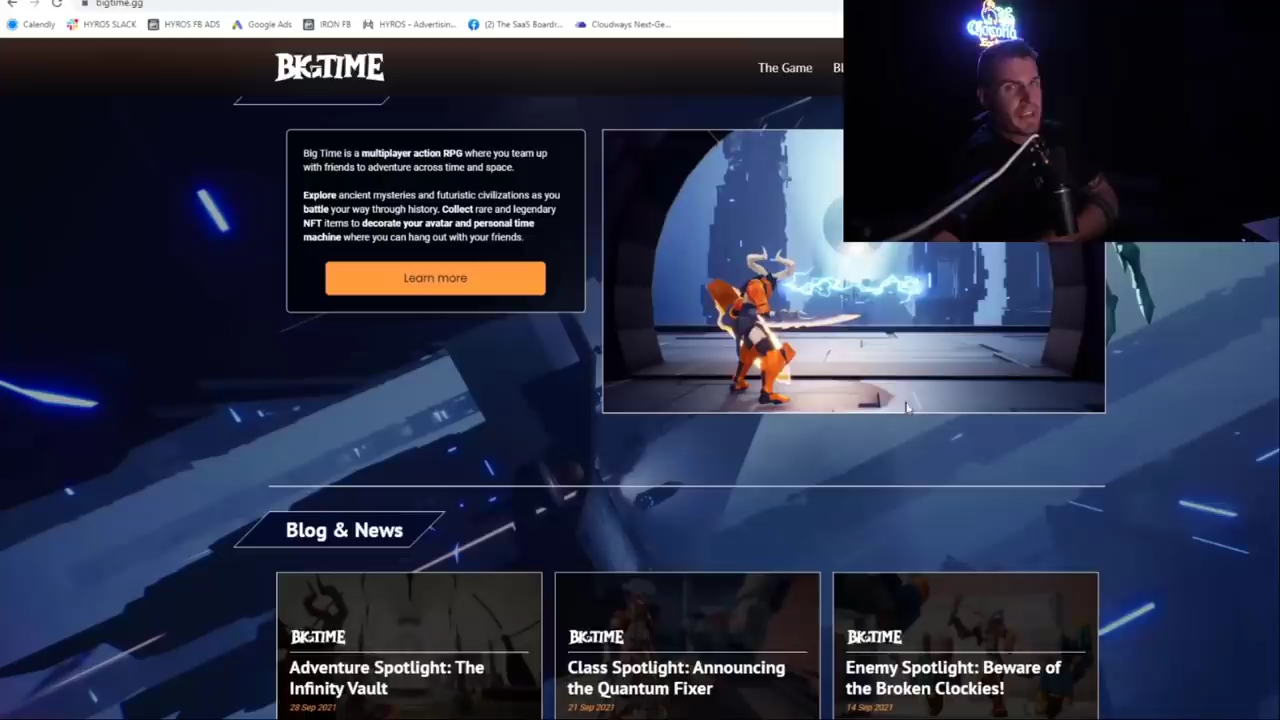 bigtime.gg
Calendly
HYROS SLACK
HYROS FB ADS
Google Ads
IRON FB
HYROS - Advertisin...
(2) The SaaS Boardr...
Cloudways Next-Ge...
BIGTIME
The Game
Bl
Big Time is a multiplayer action RPG where you team up
with friends to adventure across time and space.
Explore ancient mysteries and futuristic civilizations as you
battle your way through history. Collect rare and legendary
NFT items to decorate your avatar and personal time
machine where you can hang out with your friends.
Learn more
Blog & News
BIGTIME
Adventure Spotlight: The
Infinity Vault
28 Sep 2021
BIGTIME
Class Spotlight: Announcing
the Quantum Fixer
21 Sep 2021
BIGTIME
Enemy Spotlight: Beware of
the Broken Clockies!
14 Sep 2021
Corona